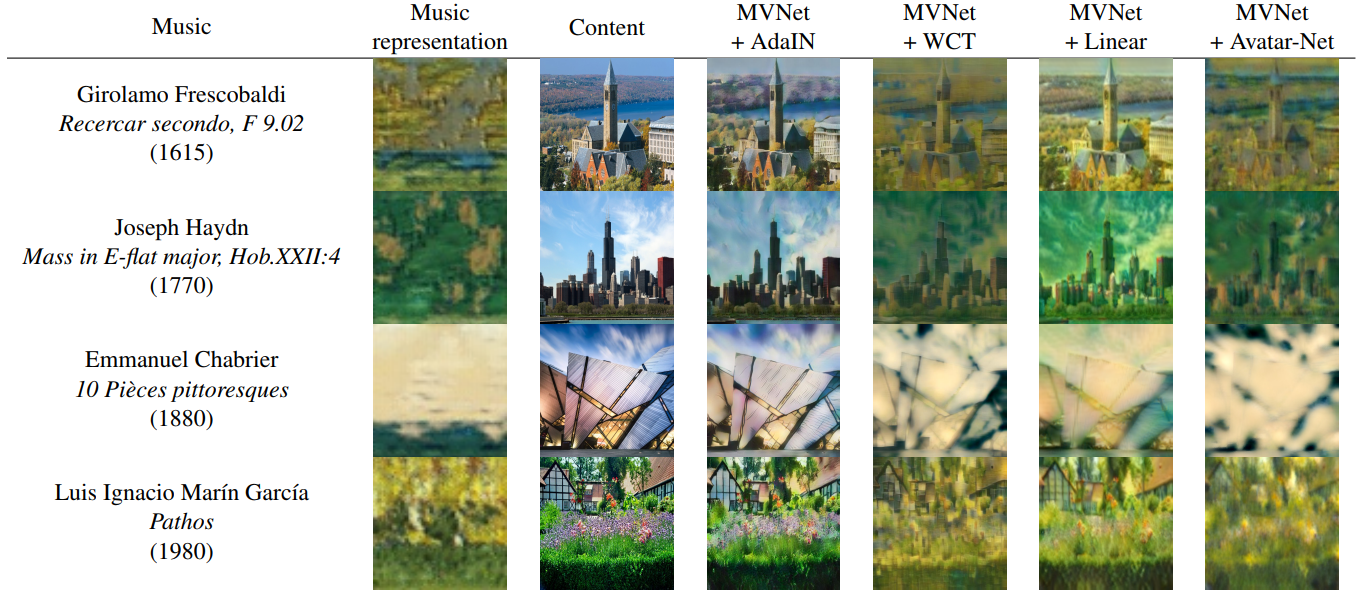 Music
Music
representation
Content
MVNet
+ AdaIN
MVNet
+ WCT
MVNet
+ Linear
MVNet
+ Avatar-Net
Girolamo Frescobaldi
Recercar secondo, F 9.02
(1615)
Joseph Haydn
Mass in E-flat major, Hob.XXII:4
(1770)
Emmanuel Chabrier
10 Pièces pittoresques
(1880)
Luis Ignacio Marín García
Pathos
(1980)